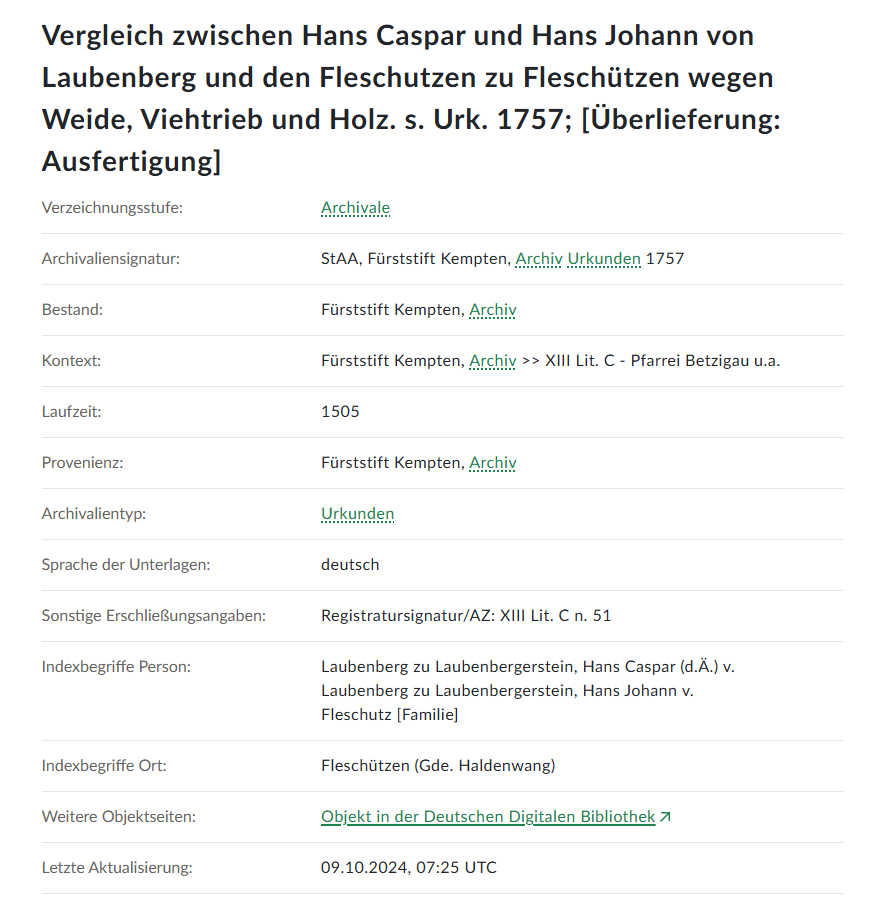 Vergleich zwischen Hans Caspar und Hans Johann von
Laubenberg und den Fleschutzen zu Fleschützen wegen
Weide, Viehtrieb und Holz. s. Urk. 1757; [Überlieferung:
Ausfertigung]
Verzeichnungsstufe: Archivale
Archivaliensignatur: StAA, Fürststift Kempten, Archiv Urkunden 1757
Bestand: Fürststift Kempten, Archiv
Kontext: Fürststift Kempten, Archiv >> XIII Lit. C - Pfarrei Betzigau u.a.
Laufzeit: 1505
Provenienz: Fürststift Kempten, Archiv
Archivalientyp: Urkunden
Sprache der Unterlagen: deutsch
Sonstige Erschließungsangaben: Registratursignatur/AZ: XIII Lit. C n. 51
Indexbegriffe Person: Laubenberg zu Laubenbergerstein, Hans Caspar (d.Ä.) v.
Laubenberg zu Laubenbergerstein, Hans Johann v.
Fleschutz [Familie]
Indexbegriffe Ort: Fleschützen (Gde. Haldenwang)
Weitere Objektseiten: Objekt in der Deutschen Digitalen Bibliothek
Letzte Aktualisierung: 09.10.2024, 07:25 UTC